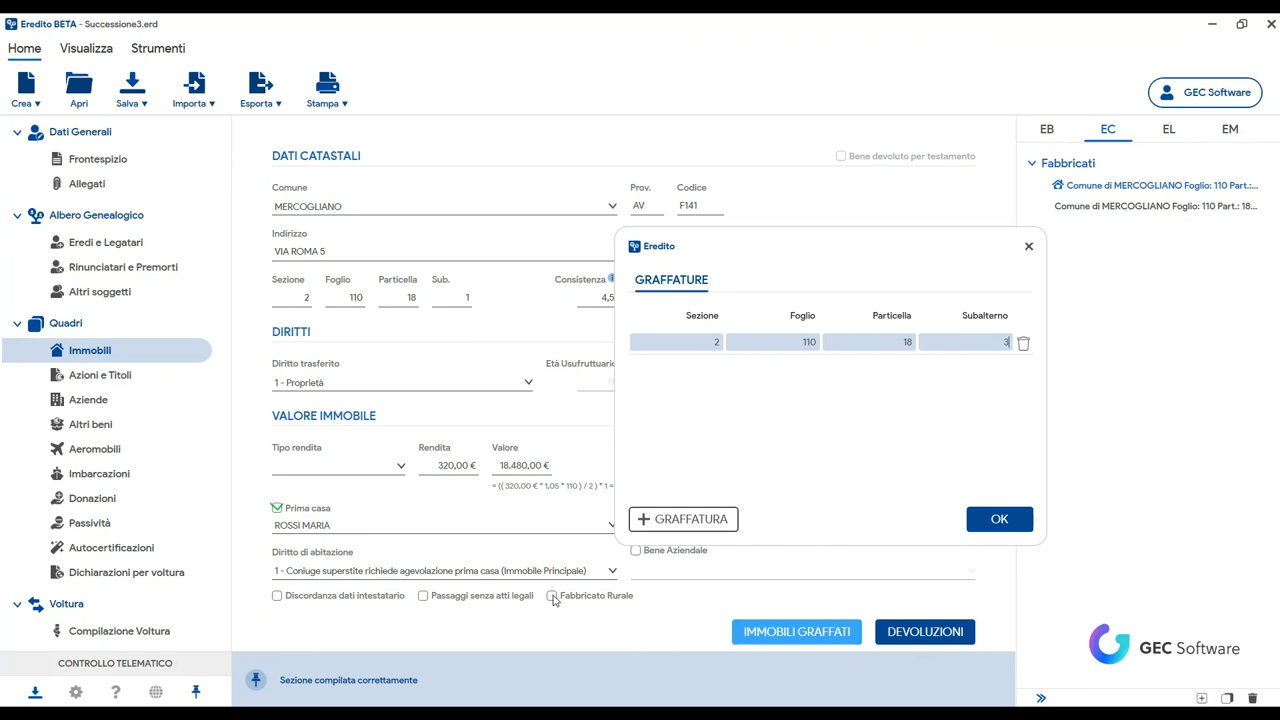 Eredito BETA - Successione3.erd
Home Visualizza Strumenti
Crea Apri Salva Importa Esporta Stampa
GEC Software
Dati Generali
Frontespizio
Allegati
Albero Genealogico
Eredi e Legatari
Rinunciatari e Premorti
Altri soggetti
Quadri
Immobili
Azioni e Titoli
Aziende
Altri beni
Aeromobili
Imbarcazioni
Donazioni
Passività
Autocertificazioni
Dichiarazioni per voltura
Voltura
Compilazione Voltura
CONTROLLO TELEMATICO
DATI CATASTALI
Bene devoluto per testamento
Comune Prov. Codice
MERCOGLIANO AV F141
Indirizzo
VIA ROMA 5
Sezione Foglio Particella Sub. Consistenza
2 110 18 1 4,5
DIRITTI
Diritto trasferito Età Usufruttuario
1 - Proprietà 0
VALORE IMMOBILE
Tipo rendita Rendita Valore
320,00 € 18.480,00 €
= (( 320,00 € * 1,05 * 110 ) / 2 ) * 1 =
Prima casa
ROSSI MARIA
Diritto di abitazione Bene Aziendale
1 - Coniuge superstite richiede agevolazione prima casa (Immobile Principale)
Discordanza dati intestatario Passaggi senza atti legali Fabbricato Rurale
IMMOBILI GRAFFATI DEVOLUZIONI
Sezione compilata correttamente
Eredito
GRAFFATURE
Sezione Foglio Particella Subalterno
2 110 18 3
+ GRAFFATURA OK
EB EC EL EM
Fabbricati
Comune di MERCOGLIANO Foglio: 110 Part.:...
Comune di MERCOGLIANO Foglio: 110 Part.: 18...
GEC Software